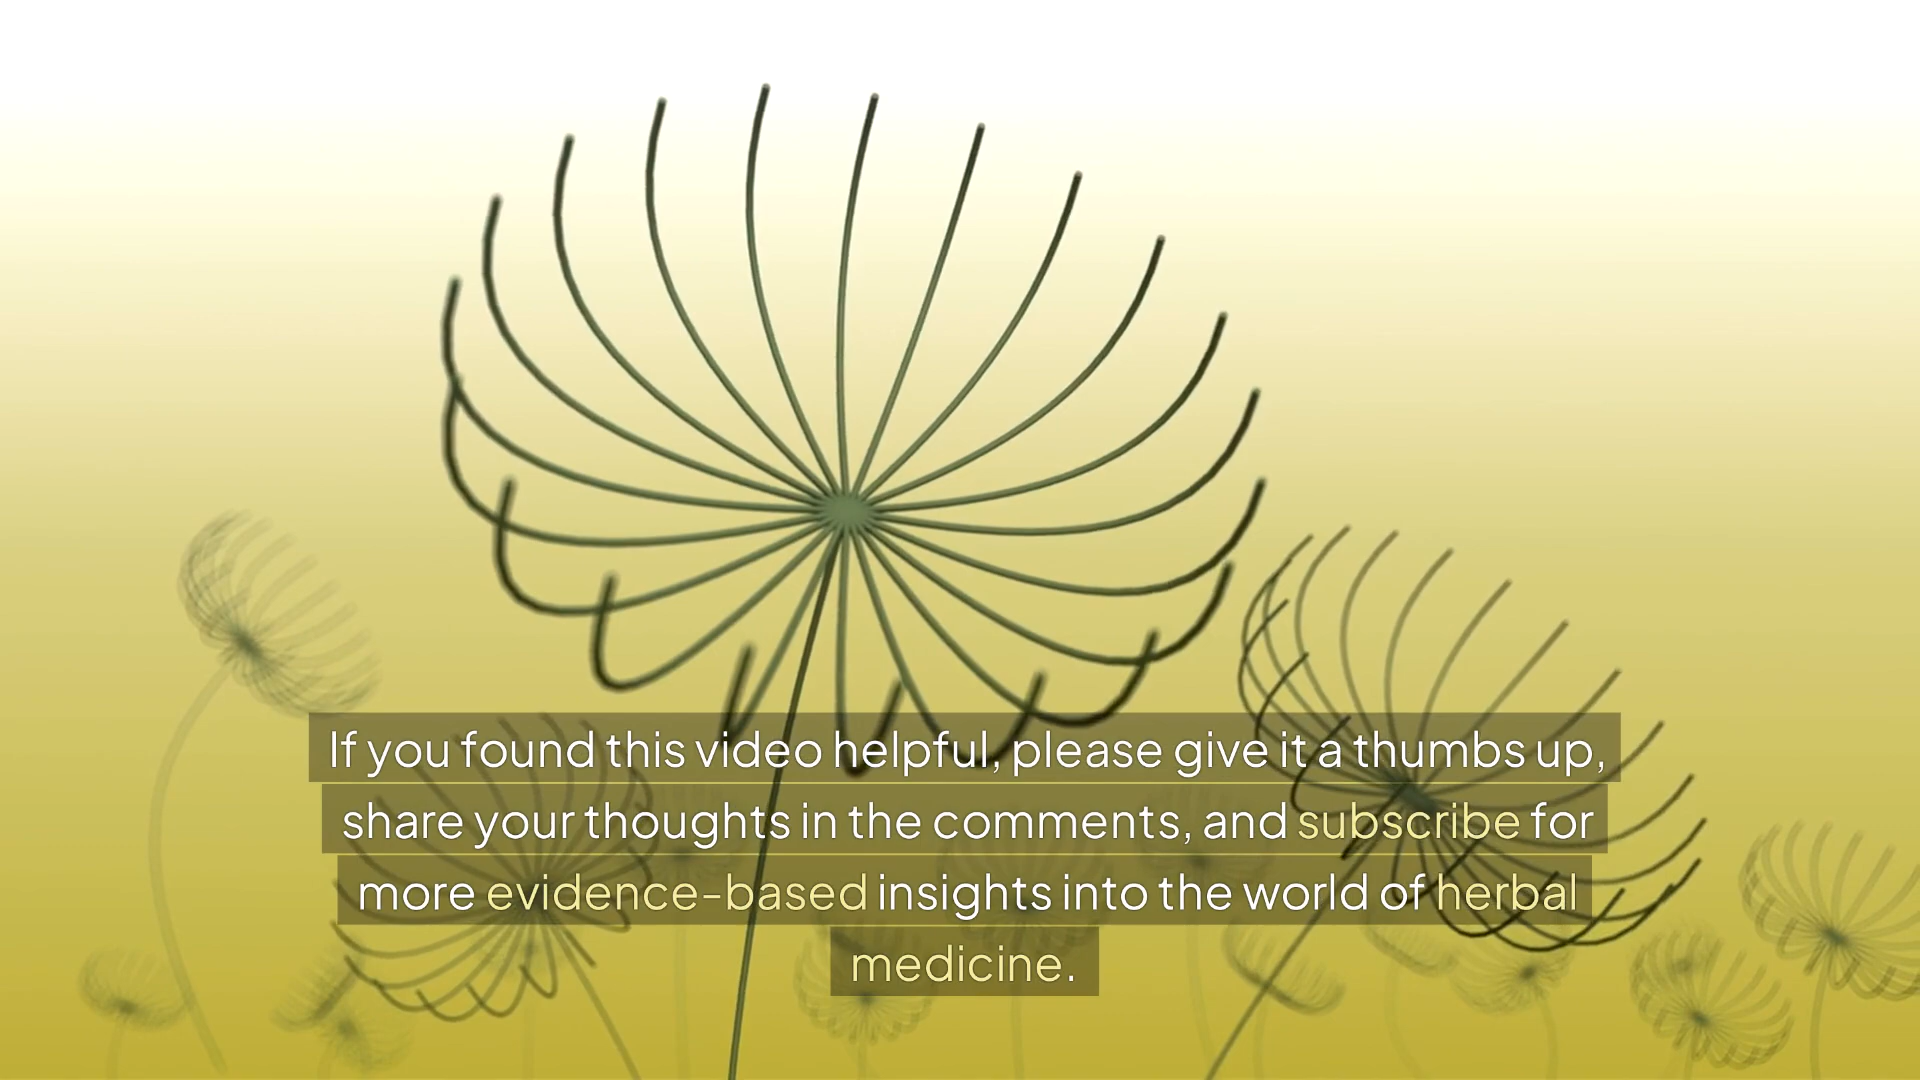 If you found this video helpful, please give it a thumbs up,
share your thoughts in the comments, and subscribe for
more evidence-based insights into the world of herbal
medicine.